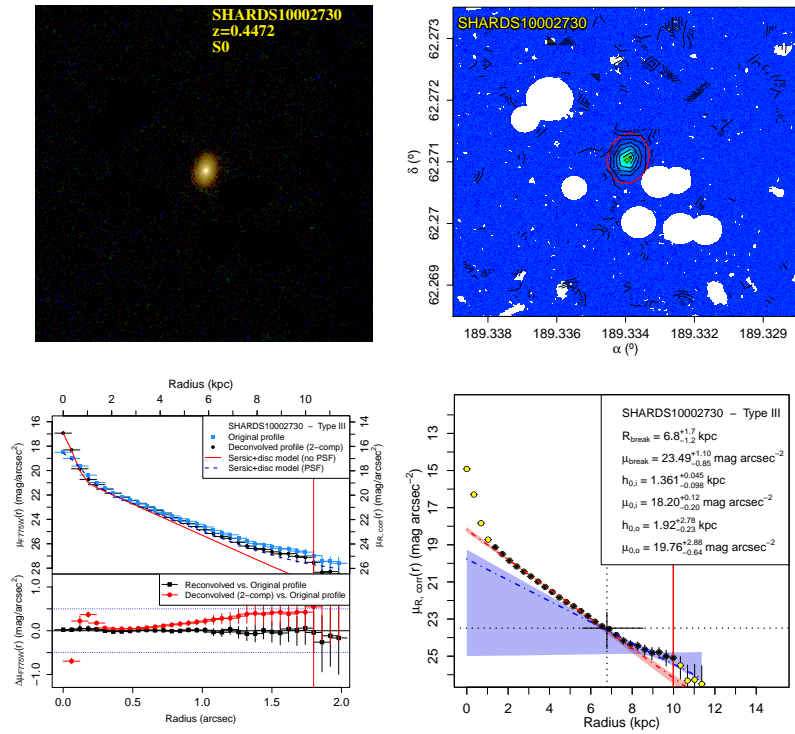 SHARDS10002730
z=0.4472
S0
SHARDS10002730
62.273
62.272
62.271
62.27
62.269
δ (º)
189.338
189.336
189.334
189.332
189.329
α (º)
Radius (kpc)
0 2 4 6 8 10
SHARDS10002730 − Type III
Original profile
Deconvolved profile (2−comp)
Sersic+disc model (no PSF)
Sersic+disc model (PSF)
16 18 20 22 24 26
μF775W(r) (mag/arcsec²)
14 16 18 20 22 24 26
μR, corr(r) (mag/arcsec²)
Reconvolved vs. Original profile
Deconvolved (2−comp) vs. Original profile
1.0
0.0
−1.0
ΔμF775W(r) (mag/arcsec²)
0.0 0.5 1.0 1.5 2.0
Radius (arcsec)
SHARDS10002730 − Type III
Rbreak = 6.8 +1.7 −1.2 kpc
μbreak = 23.49 +1.10 −0.85 mag arcsec−2
h0,i = 1.361 +0.045 −0.098 kpc
μ0,i = 18.20 +0.12 −0.20 mag arcsec−2
h0,o = 1.92 +2.78 −0.23 kpc
μ0,o = 19.76 +2.88 −0.64 mag arcsec−2
13
15
17
19
21
23
25
μR, corr(r) (mag arcsec−2)
0 2 4 6 8 10 12 14
Radius (kpc)